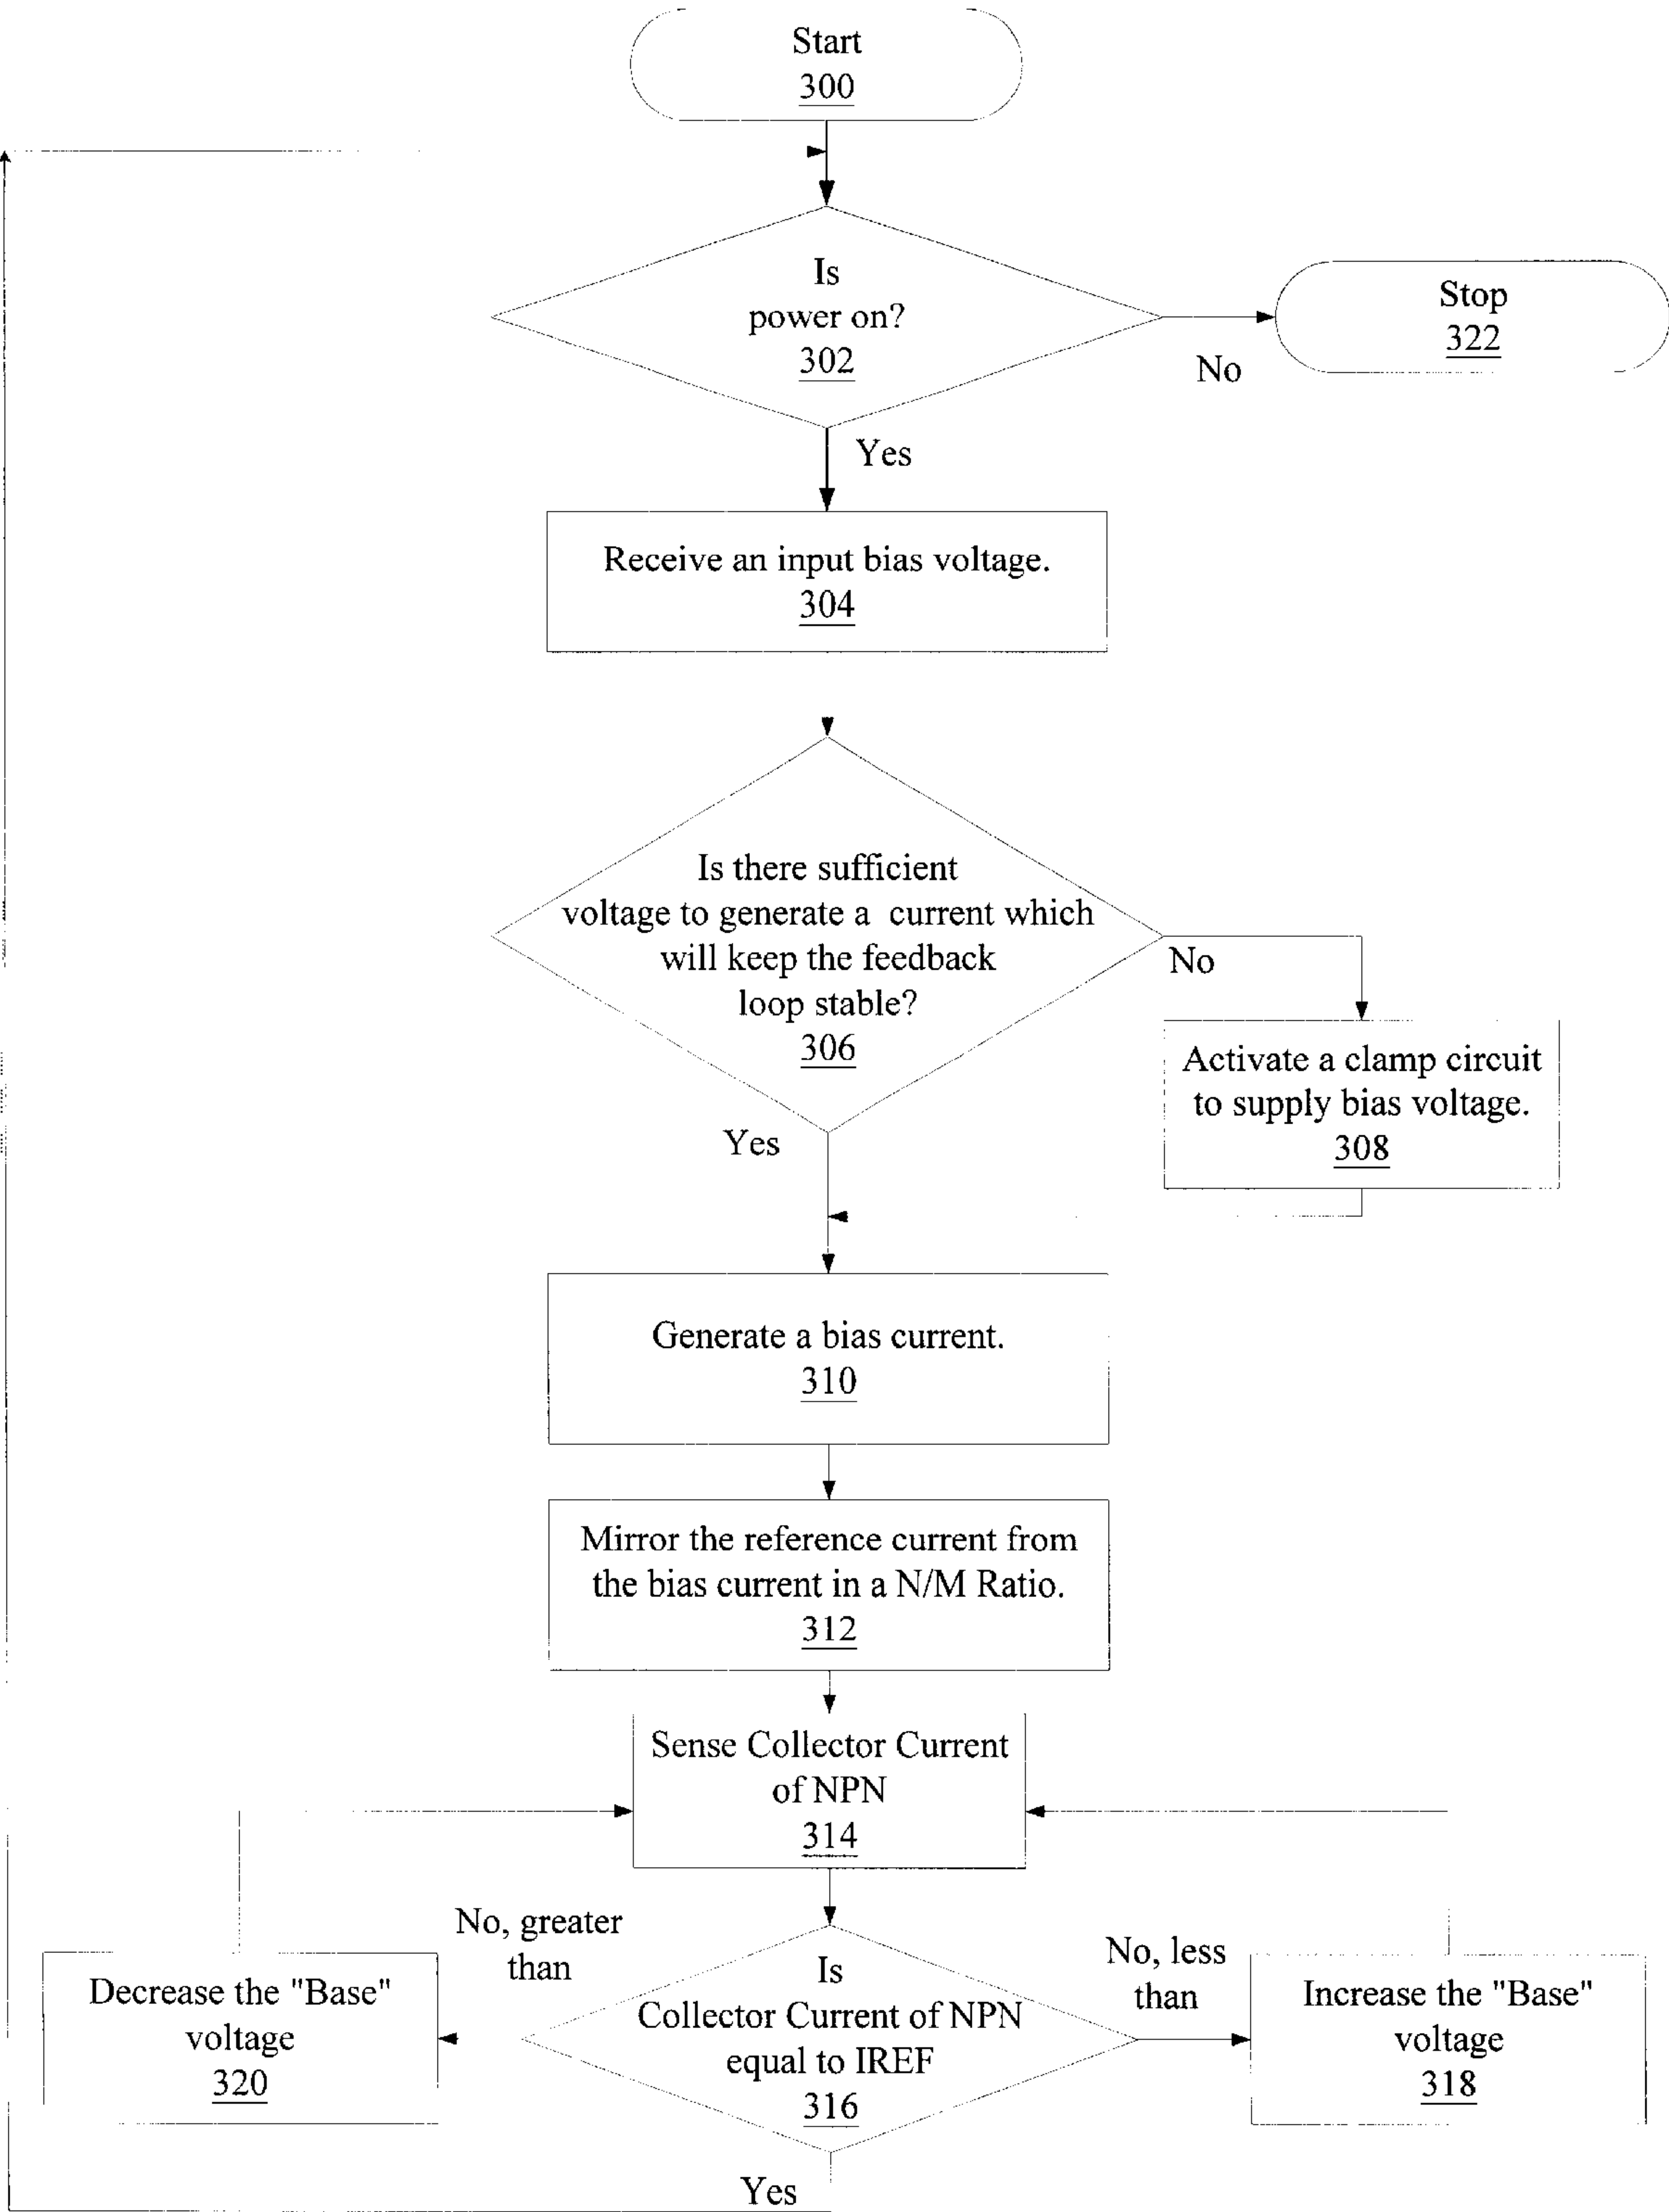 Start
300
Is
power on?
302
Stop
322
No
Yes
Receive an input bias voltage.
304
Is there sufficient
voltage to generate a current which
will keep the feedback
loop stable?
306
No
Activate a clamp circuit
to supply bias voltage.
308
Yes
Generate a bias current.
310
Mirror the reference current from
the bias current in a N/M Ratio.
312
Sense Collector Current
of NPN
314
No, greater
than
No, less
than
Decrease the "Base"
voltage
320
Is
Collector Current of NPN
equal to IREF
316
Increase the "Base"
voltage
318
Yes